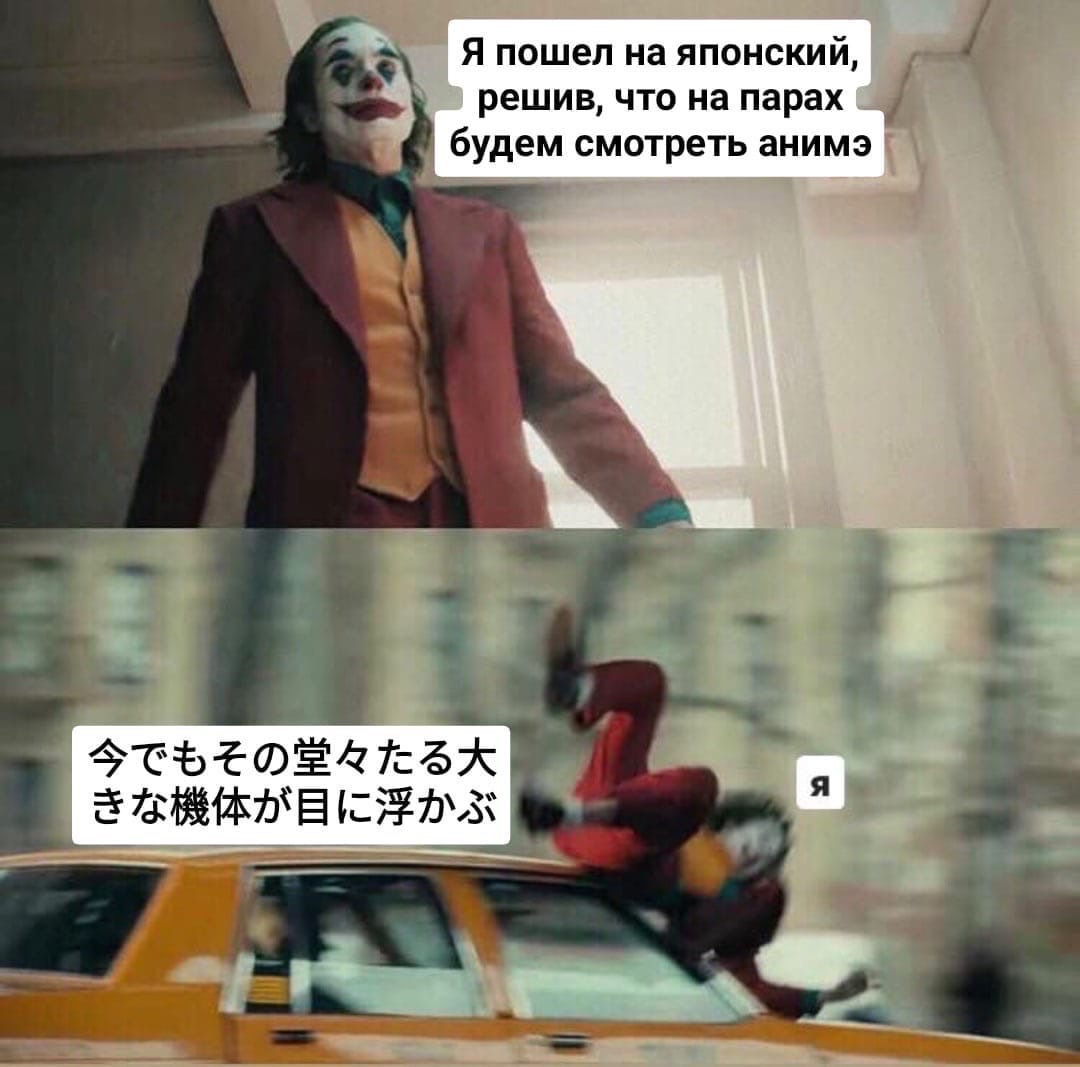 Я пошел на японский,
решив, что на парах
будем смотреть анимэ
今でもその堂々たる大
きな機体が目に浮かぶ
я